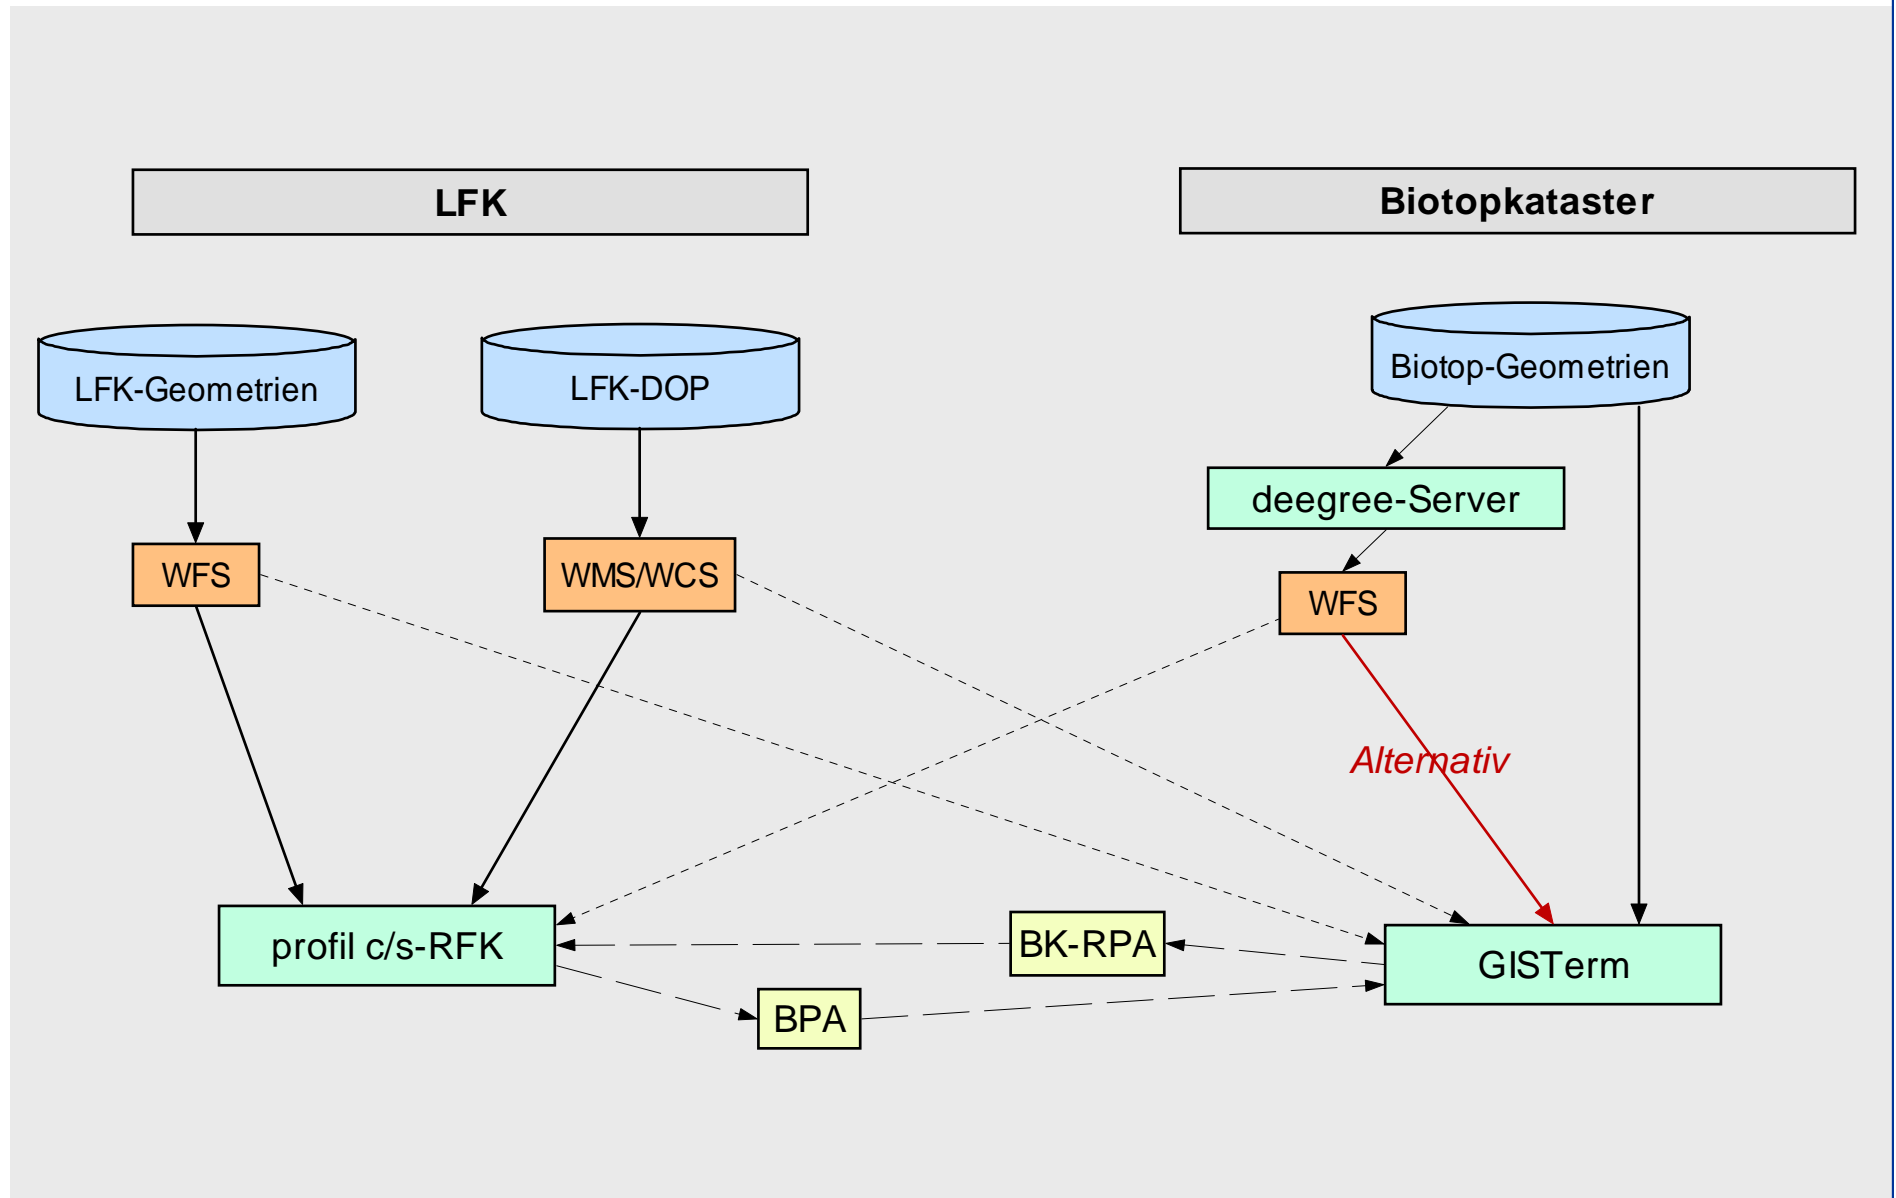 LFK
Biotopkataster
LFK-Geometrien
LFK-DOP
Biotop-Geometrien
deegree-Server
WFS
WMS/WCS
WFS
Alternativ
profil c/s-RFK
BK-RPA
GISTerm
BPA